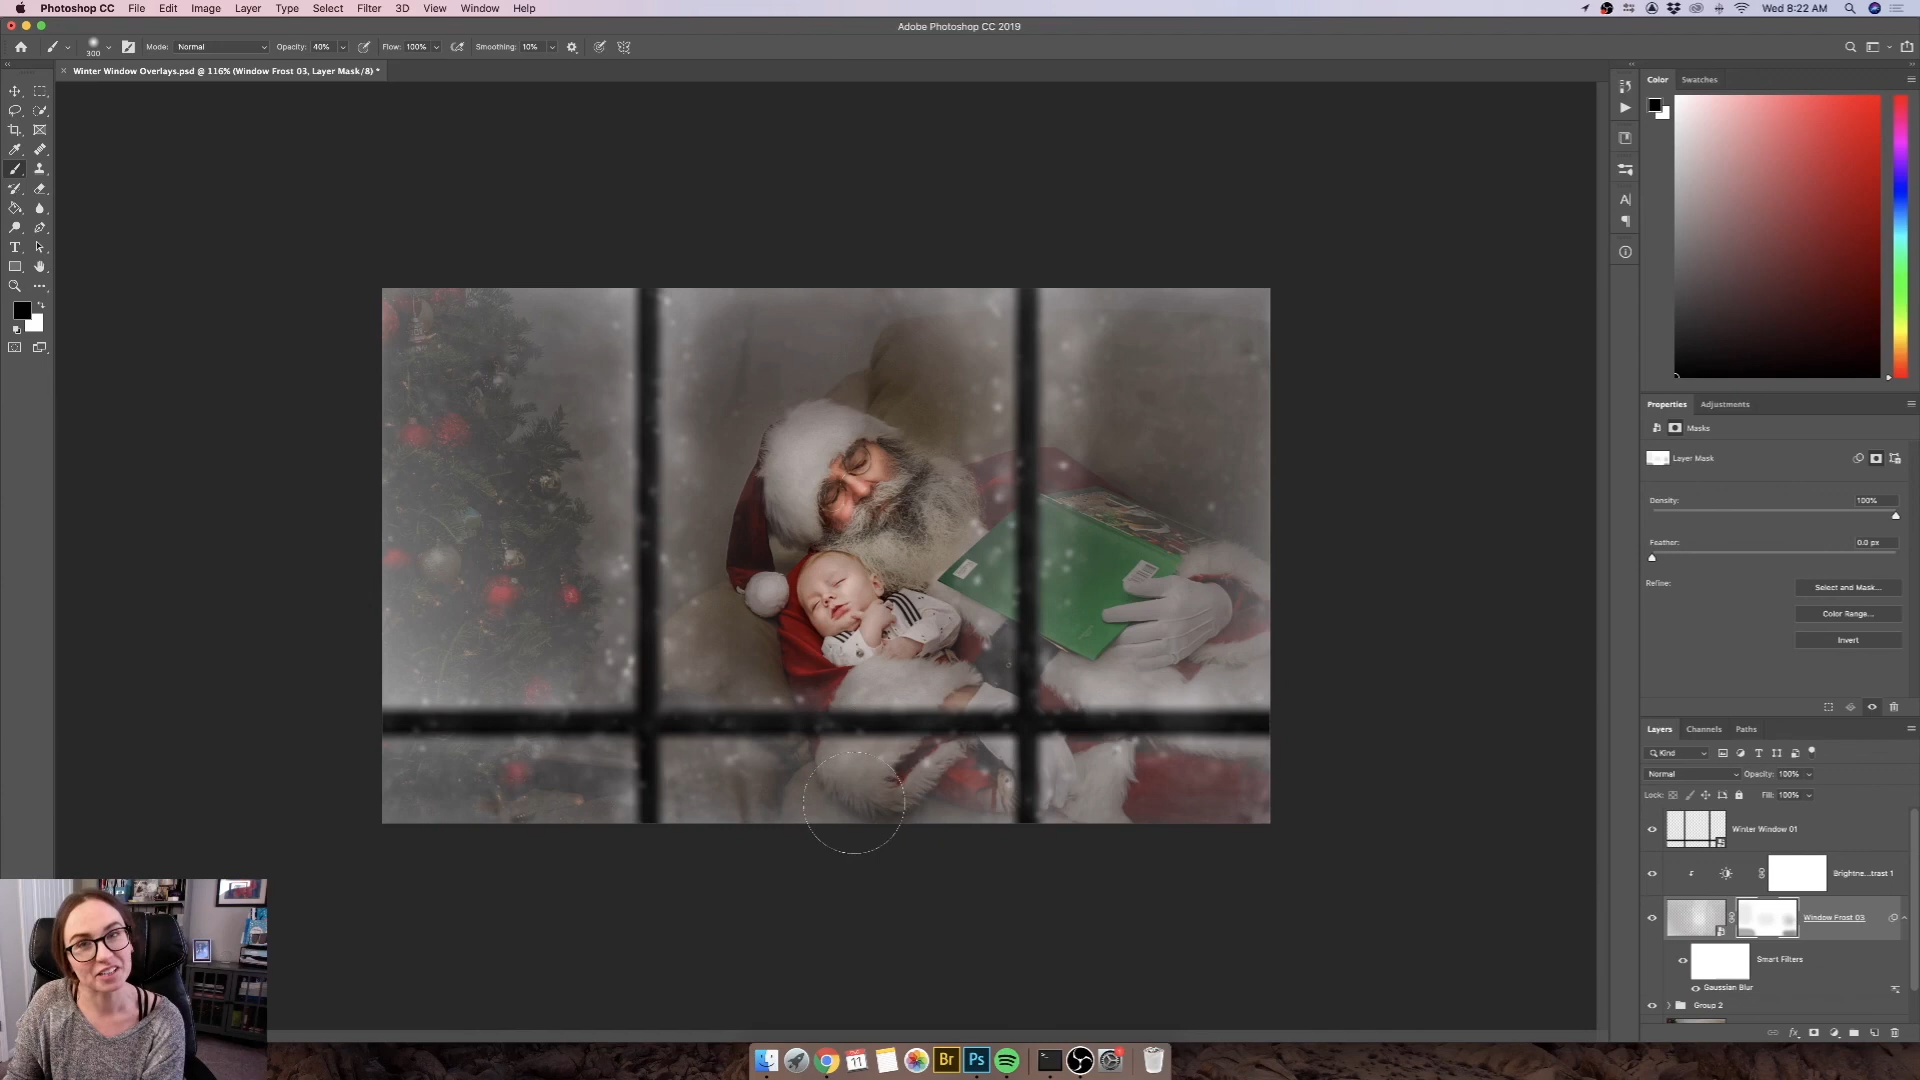 Photoshop CC File Edit Image Layer Type Select Filter 3D View Window Help Wed 8:22 AM
Adobe Photoshop CC 2019
300 Mode: Normal Opacity: 40% Flow: 100% Smoothing: 10%
Winter Window Overlays.psd @ 116% (Window Frost 03, Layer Mask/8) *
Color Swatches
Properties Adjustments
Masks
Layer Mask
Density: 100%
Feather: 0.0 px
Refine: Select and Mask...
Color Range...
Invert
Layers Channels Paths
Kind
Normal Opacity: 100%
Lock: Fill: 100%
Winter Window 01
Brightne...trast 1
Window Frost 03
Smart Filters
Gaussian Blur
Group 2
11
Br
Ps